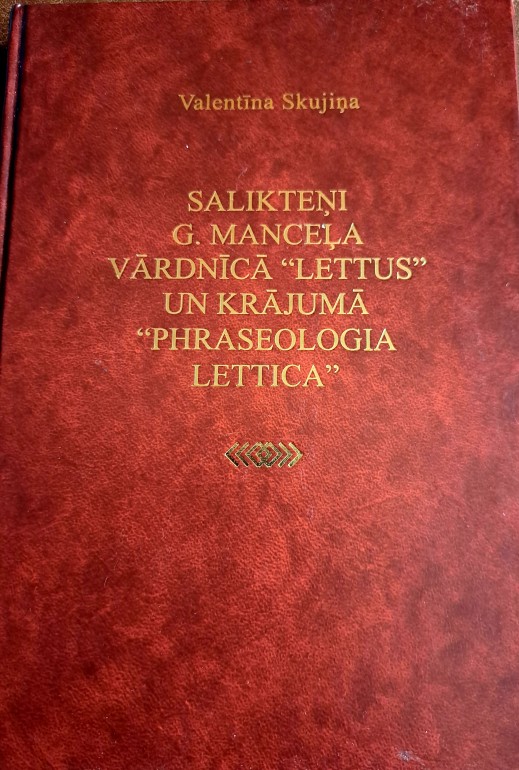 Valentīna Skujiņa
SALIKTEŅI
G. MANCEĻA
VĀRDNĪCĀ “LETTUS”
UN KRĀJUMĀ
“PHRASEOLOGIA
LETTICA”